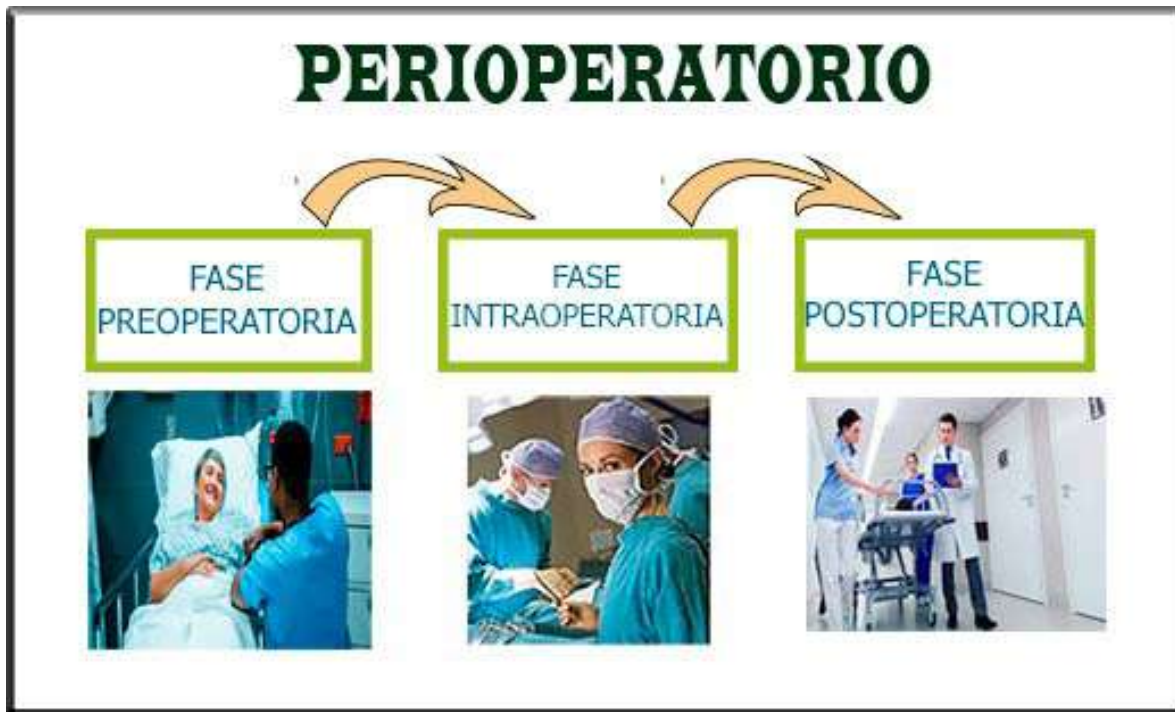 PERIOPERATORIO
FASE
PREOPERATORIA
FASE
INTRAOPERATORIA
FASE
POSTOPERATORIA